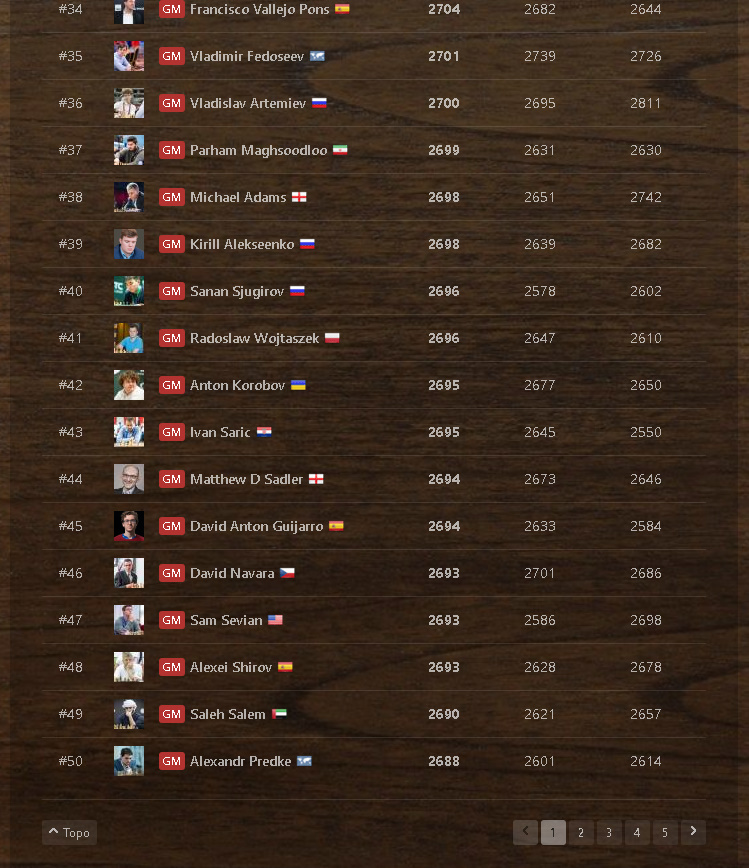 #34 GM Francisco Vallejo Pons 2704 2682 2644
#35 GM Vladimir Fedoseev 2701 2739 2726
#36 GM Vladislav Artemiev 2700 2695 2811
#37 GM Parham Maghsoodloo 2699 2631 2630
#38 GM Michael Adams 2698 2651 2742
#39 GM Kirill Alekseenko 2698 2639 2682
#40 GM Sanan Sjugirov 2696 2578 2602
#41 GM Radoslaw Wojtaszek 2696 2647 2610
#42 GM Anton Korobov 2695 2677 2650
#43 GM Ivan Saric 2695 2645 2550
#44 GM Matthew D Sadler 2694 2673 2646
#45 GM David Anton Guijarro 2694 2633 2584
#46 GM David Navara 2693 2701 2686
#47 GM Sam Sevian 2693 2586 2698
#48 GM Alexei Shirov 2693 2628 2678
#49 GM Saleh Salem 2690 2621 2657
#50 GM Alexandr Predke 2688 2601 2614
Topo 1 2 3 4 5